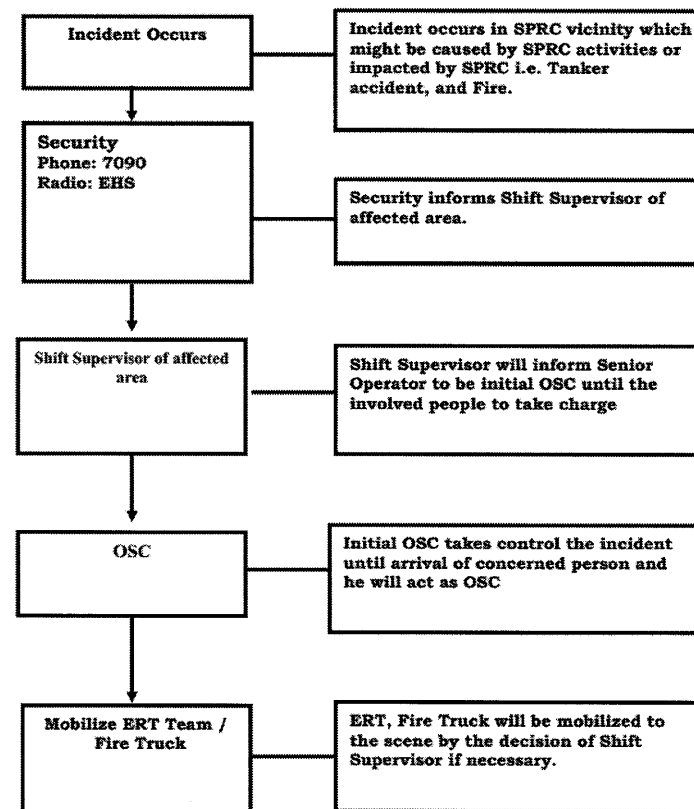 Incident Occurs
Incident occurs in SPRC vicinity which
might be caused by SPRC activities or
impacted by SPRC i.e. Tanker
accident, and Fire.
Security
Phone: 7090
Radio: EHS
Security informs Shift Supervisor of
affected area.
Shift Supervisor of affected
area
Shift Supervisor will inform Senior
Operator to be initial OSC until the
involved people to take charge
OSC
Initial OSC takes control the incident
until arrival of concerned person and
he will act as OSC
Mobilize ERT Team /
Fire Truck
ERT, Fire Truck will be mobilized to
the scene by the decision of Shift
Supervisor if necessary.